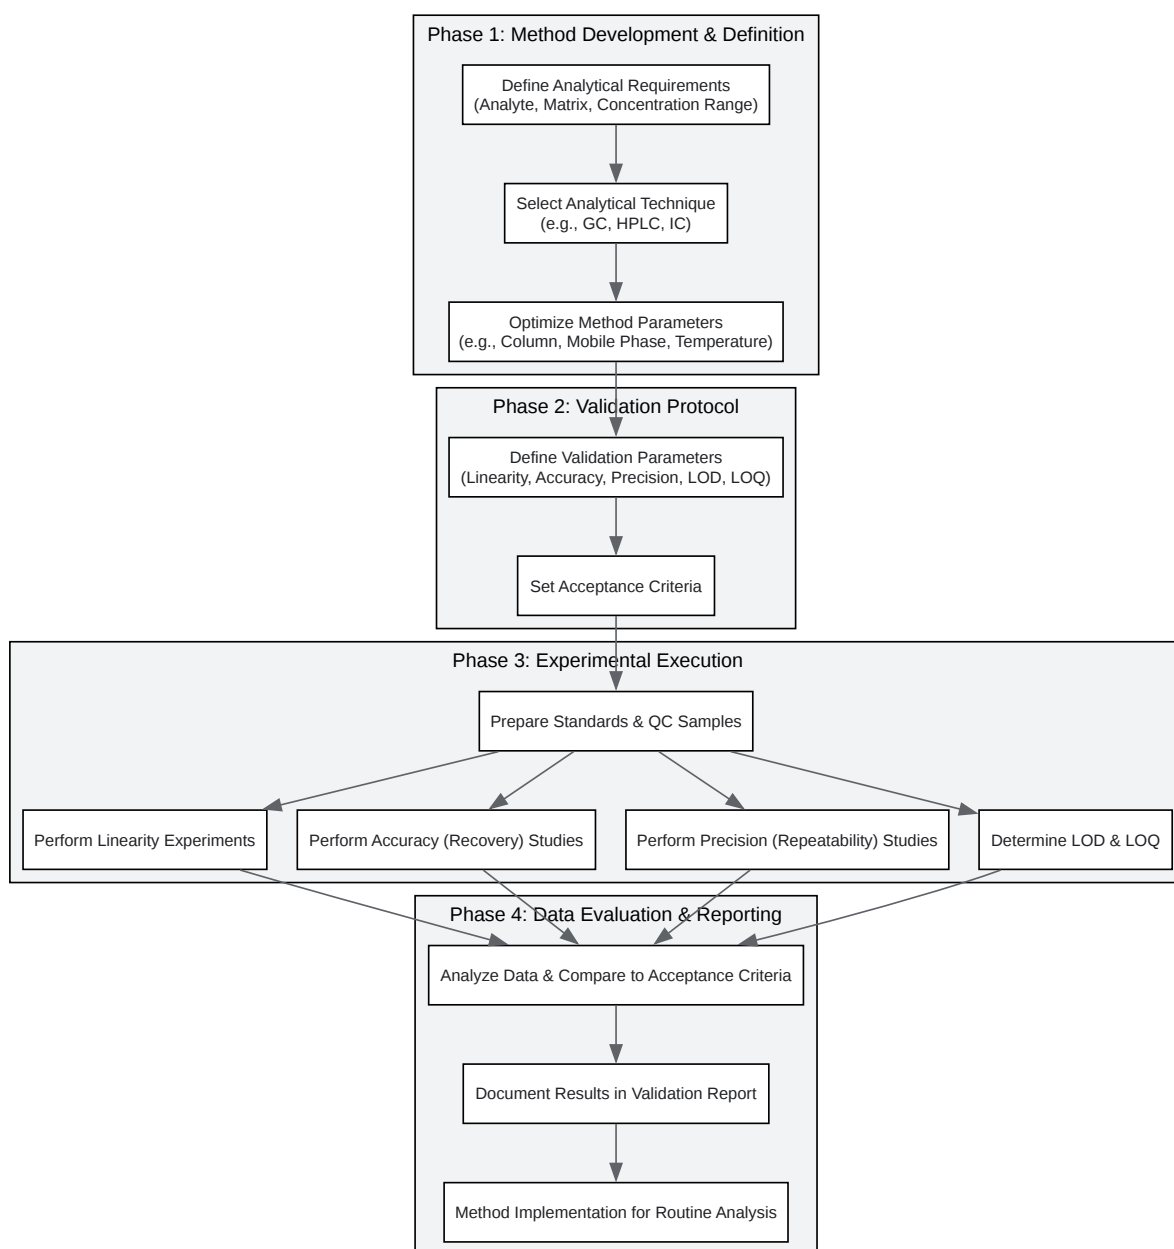 Phase 1: Method Development & Definition
Define Analytical Requirements
(Analyte, Matrix, Concentration Range)
Select Analytical Technique
(e.g., GC, HPLC, IC)
Optimize Method Parameters
(e.g., Column, Mobile Phase, Temperature)
Phase 2: Validation Protocol
Define Validation Parameters
(Linearity, Accuracy, Precision, LOD, LOQ)
Set Acceptance Criteria
Phase 3: Experimental Execution
Prepare Standards & QC Samples
Perform Linearity Experiments
Perform Accuracy (Recovery) Studies
Perform Precision (Repeatability) Studies
Determine LOD & LOQ
Phase 4: Data Evaluation & Reporting
Analyze Data & Compare to Acceptance Criteria
Document Results in Validation Report
Method Implementation for Routine Analysis